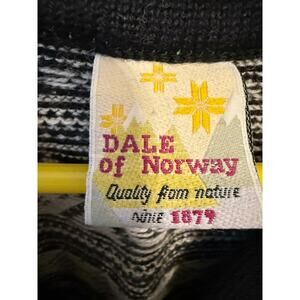 DALE
of Norway
Quality from nature
since 1879